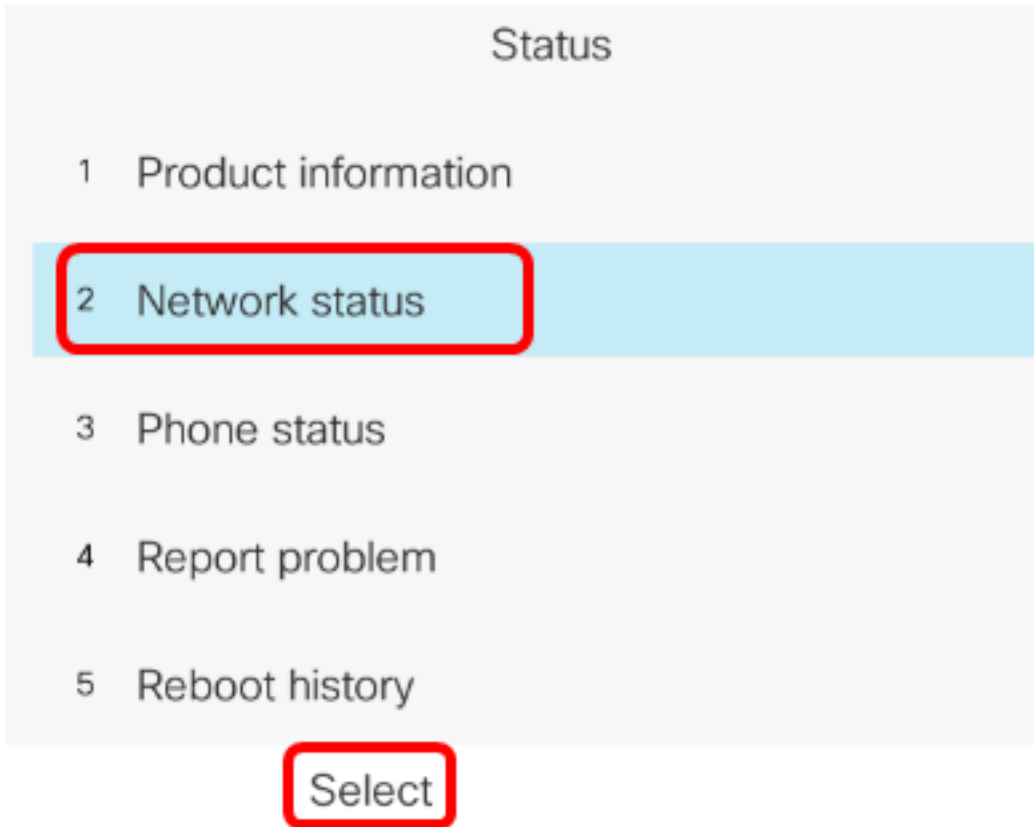 Status
1 Product information
2 Network status
3 Phone status
4 Report problem
5 Reboot history
Select